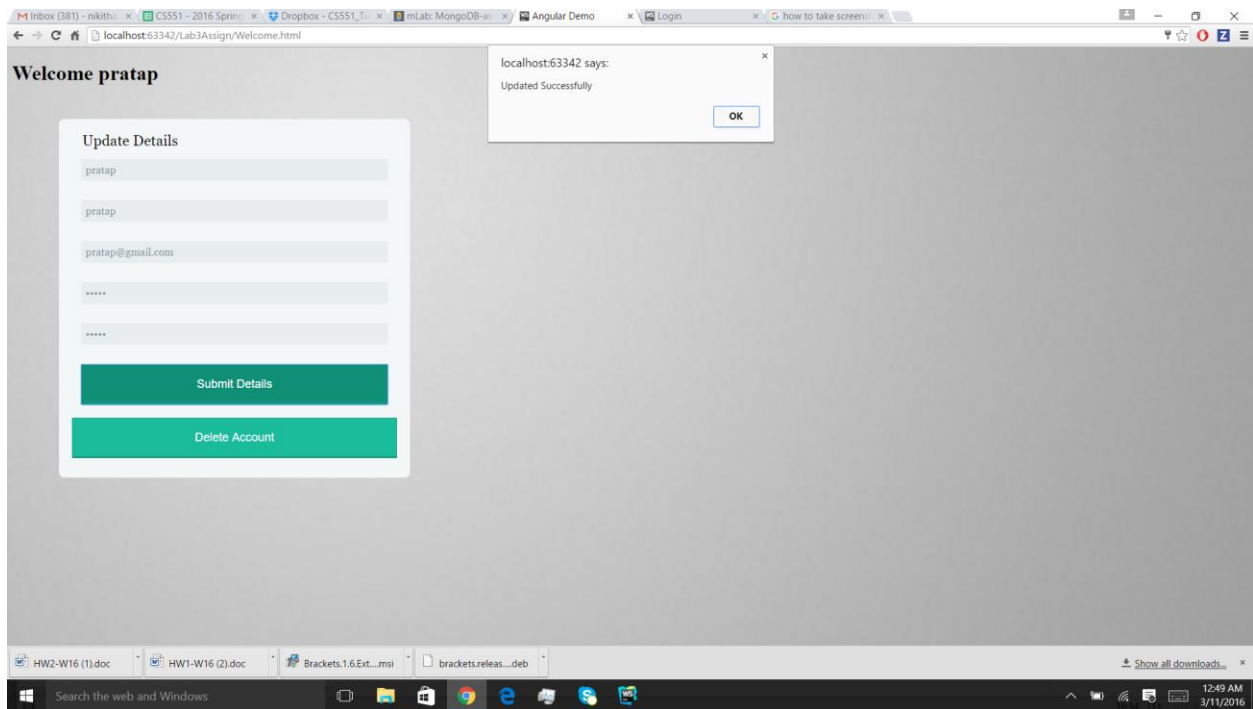 Inbox (381) - nikitha
CS551 - 2016 Spring
Dropbox - CS551_Tu
mLab: MongoDB-as
Angular Demo
Login
how to take screens
localhost:63342/Lab3Assign/Welcome.html
Welcome pratap
localhost:63342 says:
Updated Successfully
OK
Update Details
pratap
pratap
pratap@gmail.com
•••••
•••••
Submit Details
Delete Account
HW2-W16 (1).doc
HW1-W16 (2).doc
Brackets.1.6.Ext....msi
brackets.releas....deb
Show all downloads...
Search the web and Windows
12:49 AM
3/11/2016